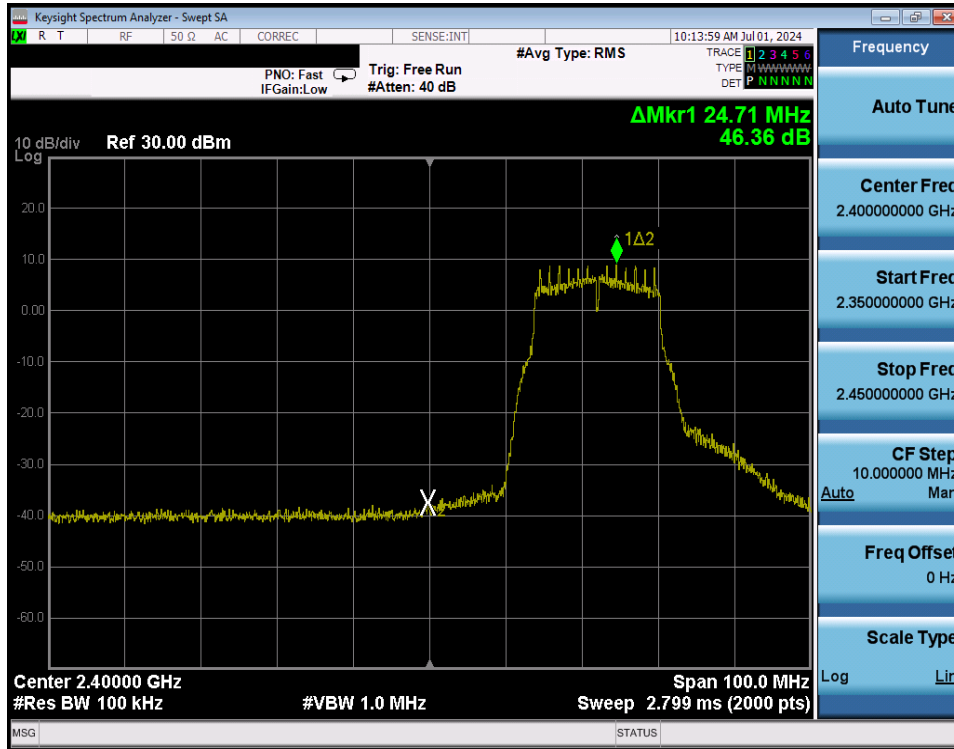 Keysight Spectrum Analyzer - Swept SA
LXI R T RF 50 Ω AC CORREC SENSE:INT 10:13:59 AM Jul 01, 2024
#Avg Type: RMS
TRACE 1 2 3 4 5 6
PNO: Fast Trig: Free Run
TYPE M W W W W W
IFGain:Low #Atten: 40 dB
DET P N N N N N
ΔMkr1 24.71 MHz
46.36 dB
10 dB/div Ref 30.00 dBm
Log
20.0
1Δ2
10.0
0.00
-10.0
-20.0
-30.0
-40.0
2
-50.0
-60.0
Center 2.40000 GHz Span 100.0 MHz
#Res BW 100 kHz #VBW 1.0 MHz Sweep 2.799 ms (2000 pts)
MSG STATUS
Frequency
Auto Tune
Center Freq
2.400000000 GHz
Start Freq
2.350000000 GHz
Stop Freq
2.450000000 GHz
CF Step
10.000000 MHz
Auto Man
Freq Offset
0 Hz
Scale Type
Log Lin